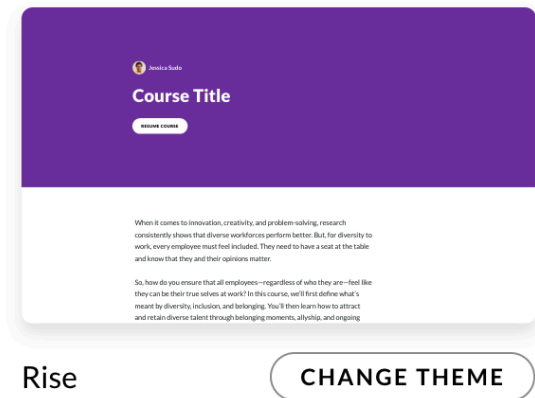 Jessica Sudo
Course Title
RESUME COURSE
When it comes to innovation, creativity, and problem-solving, research
consistently shows that diverse workforces perform better. But, for diversity to
work, every employee must feel included. They need to have a seat at the table
and know that they and their opinions matter.
So, how do you ensure that all employees—regardless of who they are—feel like
they can be their true selves at work? In this course, we'll first define what's
meant by diversity, inclusion, and belonging. You'll then learn how to attract
and retain diverse talent through belonging moments, allyship, and ongoing
Rise
CHANGE THEME